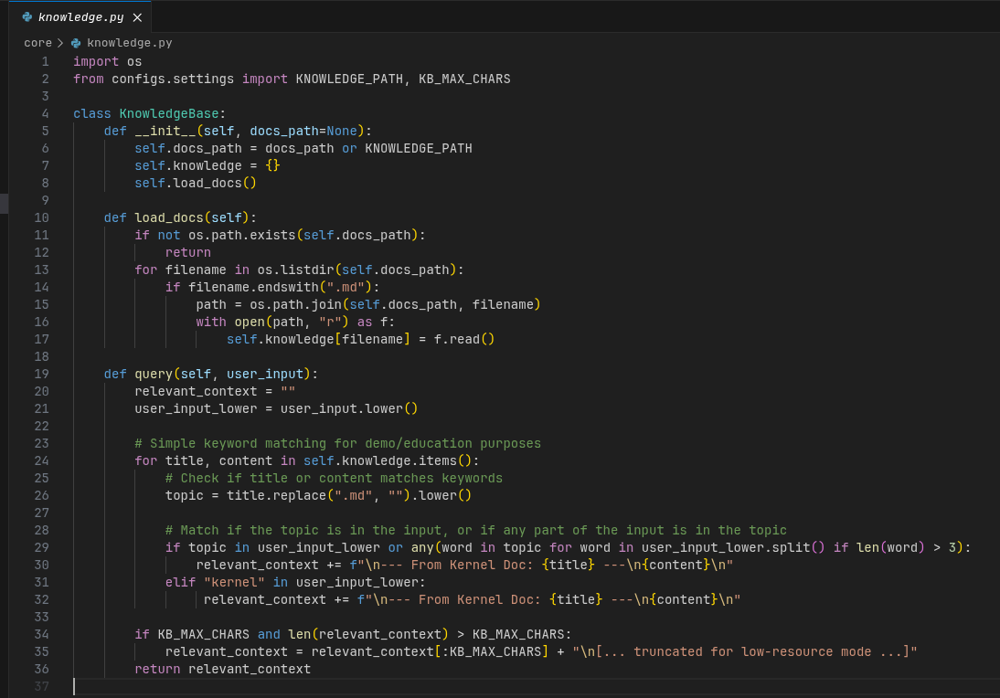 knowledge.py
core > knowledge.py
1 import os
2 from configs.settings import KNOWLEDGE_PATH, KB_MAX_CHARS
3
4 class KnowledgeBase:
5     def __init__(self, docs_path=None):
6         self.docs_path = docs_path or KNOWLEDGE_PATH
7         self.knowledge = {}
8         self.load_docs()
9
10     def load_docs(self):
11         if not os.path.exists(self.docs_path):
12             return
13         for filename in os.listdir(self.docs_path):
14             if filename.endswith(".md"):
15                 path = os.path.join(self.docs_path, filename)
16                 with open(path, "r") as f:
17                     self.knowledge[filename] = f.read()
18
19     def query(self, user_input):
20         relevant_context = ""
21         user_input_lower = user_input.lower()
22
23         # Simple keyword matching for demo/education purposes
24         for title, content in self.knowledge.items():
25             # Check if title or content matches keywords
26             topic = title.replace(".md", "").lower()
27
28             # Match if the topic is in the input, or if any part of the input is in the topic
29             if topic in user_input_lower or any(word in topic for word in user_input_lower.split() if len(word) > 3):
30                 relevant_context += f"\n--- From Kernel Doc: {title} ---\n{content}\n"
31             elif "kernel" in user_input_lower:
32                  relevant_context += f"\n--- From Kernel Doc: {title} ---\n{content}\n"
33
34         if KB_MAX_CHARS and len(relevant_context) > KB_MAX_CHARS:
35             relevant_context = relevant_context[:KB_MAX_CHARS] + "\n[... truncated for low-resource mode ...]"
36         return relevant_context
37